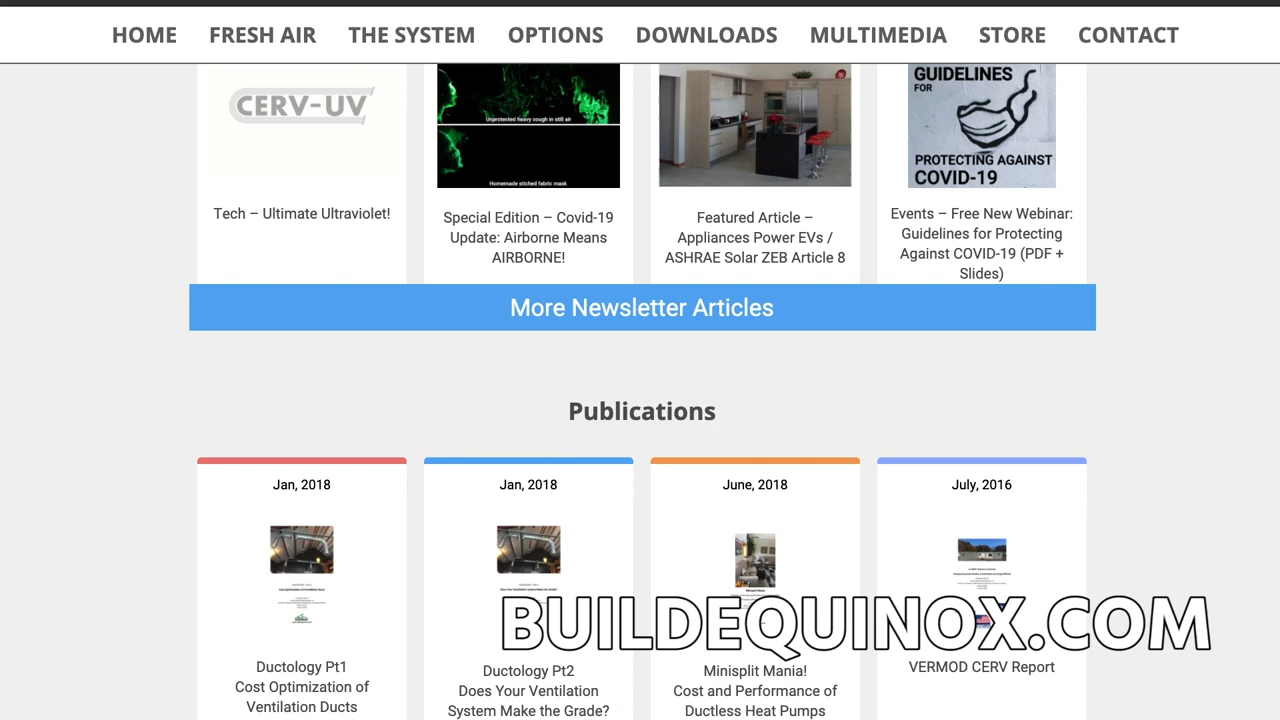 HOME FRESH AIR THE SYSTEM OPTIONS DOWNLOADS MULTIMEDIA STORE CONTACT
CERV-UV
Unprotected heavy cough in still air
Homemade stitched fabric mask
GUIDELINES
FOR
PROTECTING AGAINST
COVID-19
Tech – Ultimate Ultraviolet!
Special Edition – Covid-19
Update: Airborne Means
AIRBORNE!
Featured Article –
Appliances Power EVs /
ASHRAE Solar ZEB Article 8
Events – Free New Webinar:
Guidelines for Protecting
Against COVID-19 (PDF +
Slides)
More Newsletter Articles
Publications
Jan, 2018
Jan, 2018
June, 2018
July, 2016
BUILDEQUINOX.COM
Ductology Pt1
Cost Optimization of
Ventilation Ducts
Ductology Pt2
Does Your Ventilation
System Make the Grade?
Minisplit Mania!
Cost and Performance of
Ductless Heat Pumps
VERMOD CERV Report